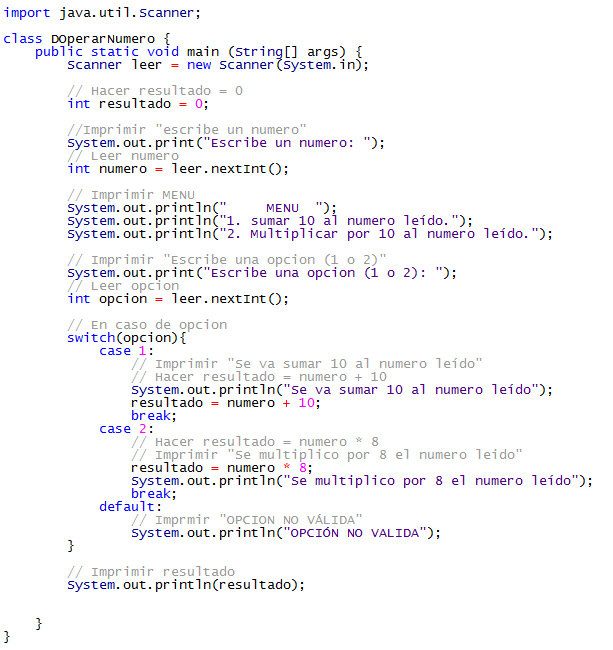 import java.util.Scanner;
class DOperarNumero {
public static void main (String[] args) {
Scanner leer = new Scanner(System.in);
// Hacer resultado = 0
int resultado = 0;
//Imprimir "escribe un numero"
System.out.print("Escribe un numero: ");
// Leer numero
int numero = leer.nextInt();
// Imprimir MENU
System.out.println("     MENU  ");
System.out.println("1. sumar 10 al numero leído.");
System.out.println("2. Multiplicar por 10 al numero leído.");
// Imprimir "Escribe una opcion (1 o 2)"
System.out.print("Escribe una opcion (1 o 2): ");
// Leer opcion
int opcion = leer.nextInt();
// En caso de opcion
switch(opcion){
case 1:
// Imprimir "Se va sumar 10 al numero leído"
// Hacer resultado = numero + 10
System.out.println("Se va sumar 10 al numero leído");
resultado = numero + 10;
break;
case 2:
// Hacer resultado = numero * 8
// Imprimir "Se multiplico por 8 el numero leido"
resultado = numero * 8;
System.out.println("Se multiplico por 8 el numero leído");
break;
default:
// Imprmir "OPCION NO VÁLIDA"
System.out.println("OPCIÓN NO VALIDA");
}
// Imprimir resultado
System.out.println(resultado);
}
}